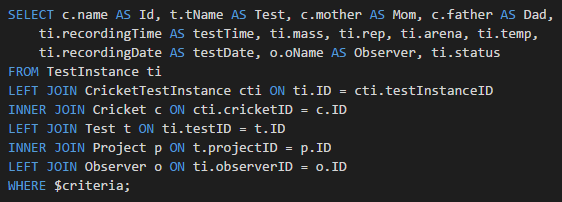 SELECT c.name AS Id, t.tName AS Test, c.mother AS Mom, c.father AS Dad,
    ti.recordingTime AS testTime, ti.mass, ti.rep, ti.arena, ti.temp,
    ti.recordingDate AS testDate, o.oName AS Observer, ti.status
FROM TestInstance ti
LEFT JOIN CricketTestInstance cti ON ti.ID = cti.testInstanceID
INNER JOIN Cricket c ON cti.cricketID = c.ID
LEFT JOIN Test t ON ti.testID = t.ID
INNER JOIN Project p ON t.projectID = p.ID
LEFT JOIN Observer o ON ti.observerID = o.ID
WHERE $criteria;